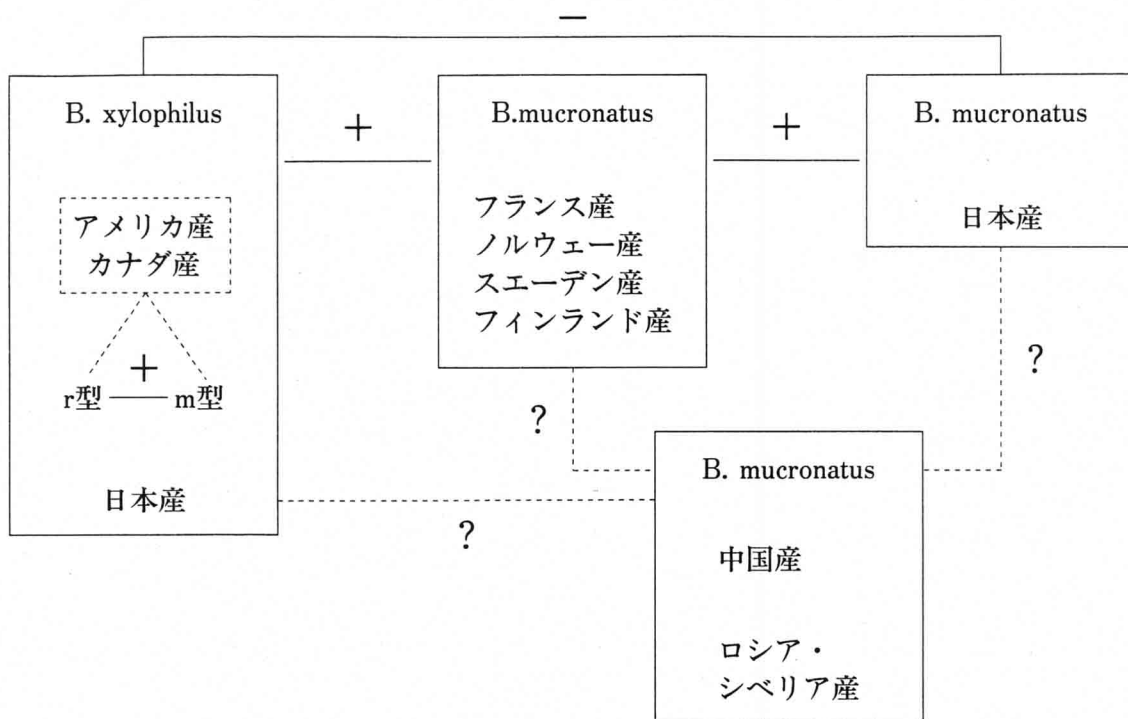 −
B. xylophilus
アメリカ産
カナダ産
+
r型 m型
日本産
+
B.mucronatus
フランス産
ノルウェー産
スエーデン産
フィンランド産
+
B. mucronatus
日本産
?
?
?
B. mucronatus
中国産
ロシア・
シベリア産